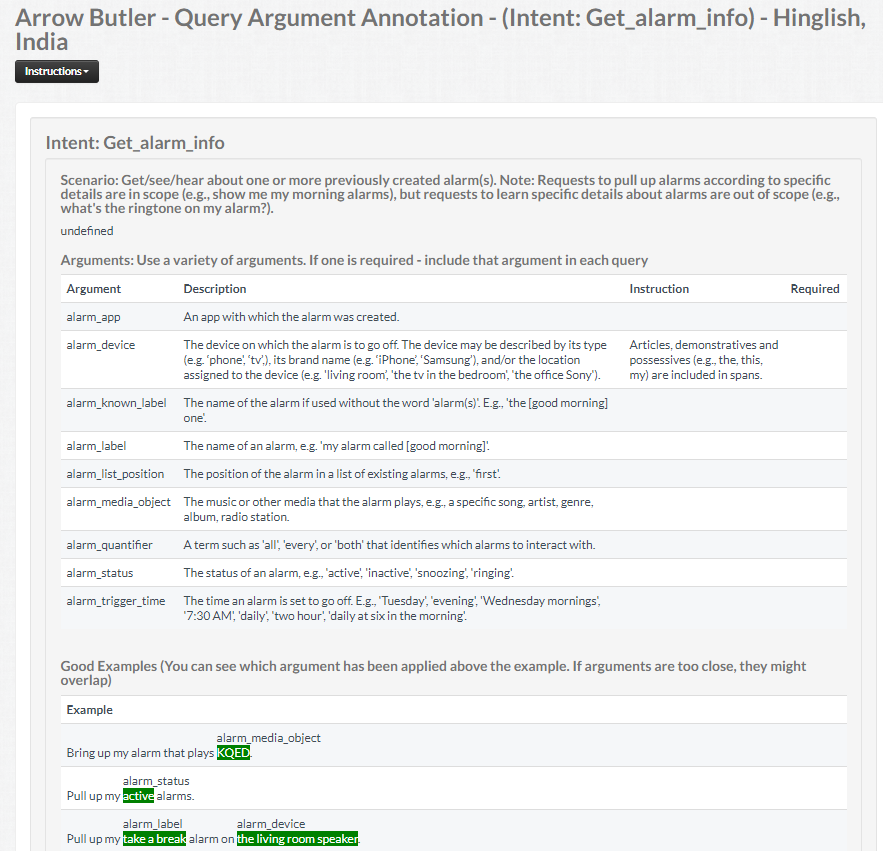 Arrow Butler - Query Argument Annotation - (Intent: Get_alarm_info) - Hinglish,
India
Instructions
Intent: Get_alarm_info
Scenario: Get/see/hear about one or more previously created alarm(s). Note: Requests to pull up alarms according to specific
details are in scope (e.g., show me my morning alarms), but requests to learn specific details about alarms are out of scope (e.g.,
what's the ringtone on my alarm?).
undefined
Arguments: Use a variety of arguments. If one is required - include that argument in each query
Argument Description Instruction Required
alarm_app An app with which the alarm was created.
alarm_device The device on which the alarm is to go off. The device may be described by its type Articles, demonstratives and
(e.g. 'phone', 'tv',), its brand name (e.g. 'iPhone', 'Samsung'), and/or the location possessives (e.g., the, this,
assigned to the device (e.g. 'living room', 'the tv in the bedroom', 'the office Sony'). my) are included in spans.
alarm_known_label The name of the alarm if used without the word 'alarm(s)'. E.g., 'the [good morning]
one'.
alarm_label The name of an alarm, e.g. 'my alarm called [good morning]'.
alarm_list_position The position of the alarm in a list of existing alarms, e.g., 'first'.
alarm_media_object The music or other media that the alarm plays, e.g., a specific song, artist, genre,
album, radio station.
alarm_quantifier A term such as 'all', 'every', or 'both' that identifies which alarms to interact with.
alarm_status The status of an alarm, e.g., 'active', 'inactive', 'snoozing', 'ringing'.
alarm_trigger_time The time an alarm is set to go off. E.g., 'Tuesday', 'evening', 'Wednesday mornings',
'7:30 AM', 'daily', 'two hour', 'daily at six in the morning'.
Good Examples (You can see which argument has been applied above the example. If arguments are too close, they might
overlap)
Example
alarm_media_object
Bring up my alarm that plays KQED.
alarm_status
Pull up my active alarms.
alarm_label alarm_device
Pull up my take a break alarm on the living room speaker.